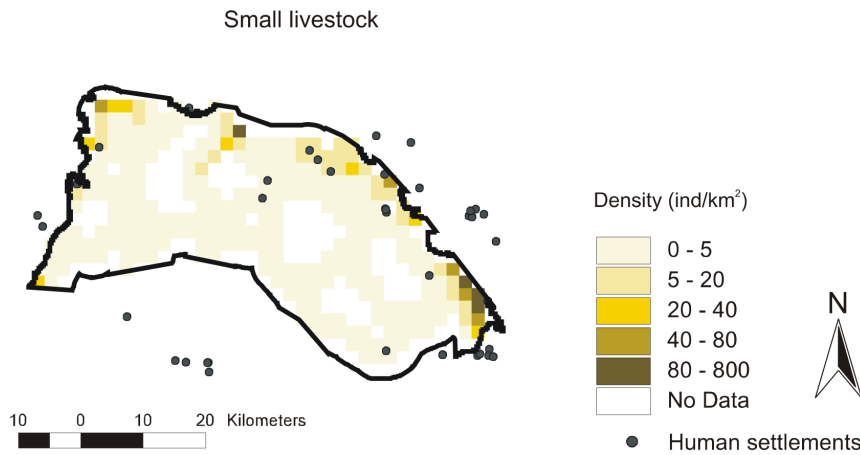 Small livestock
Density (ind/km²)
0 - 5
5 - 20
20 - 40
40 - 80
80 - 800
No Data
Human settlements
N
10 0 10 20 Kilometers